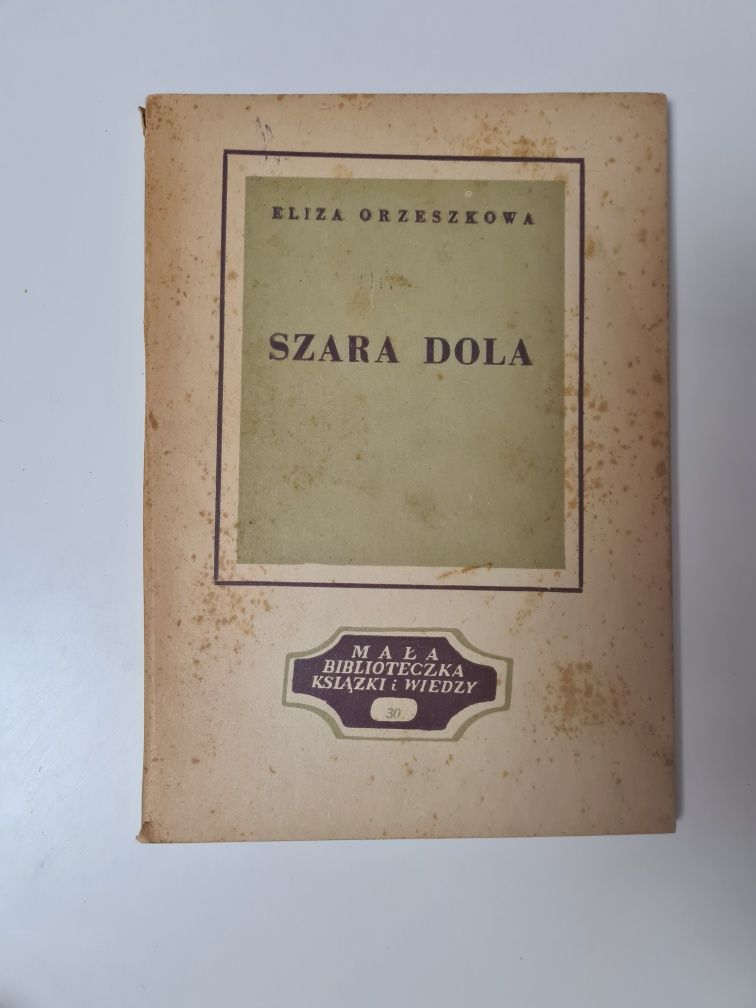 ELIZA ORZESZKOWA
SZARA DOLA
MAŁA
BIBLIOTECZKA
KSIĄŻKI i WIEDZY
30